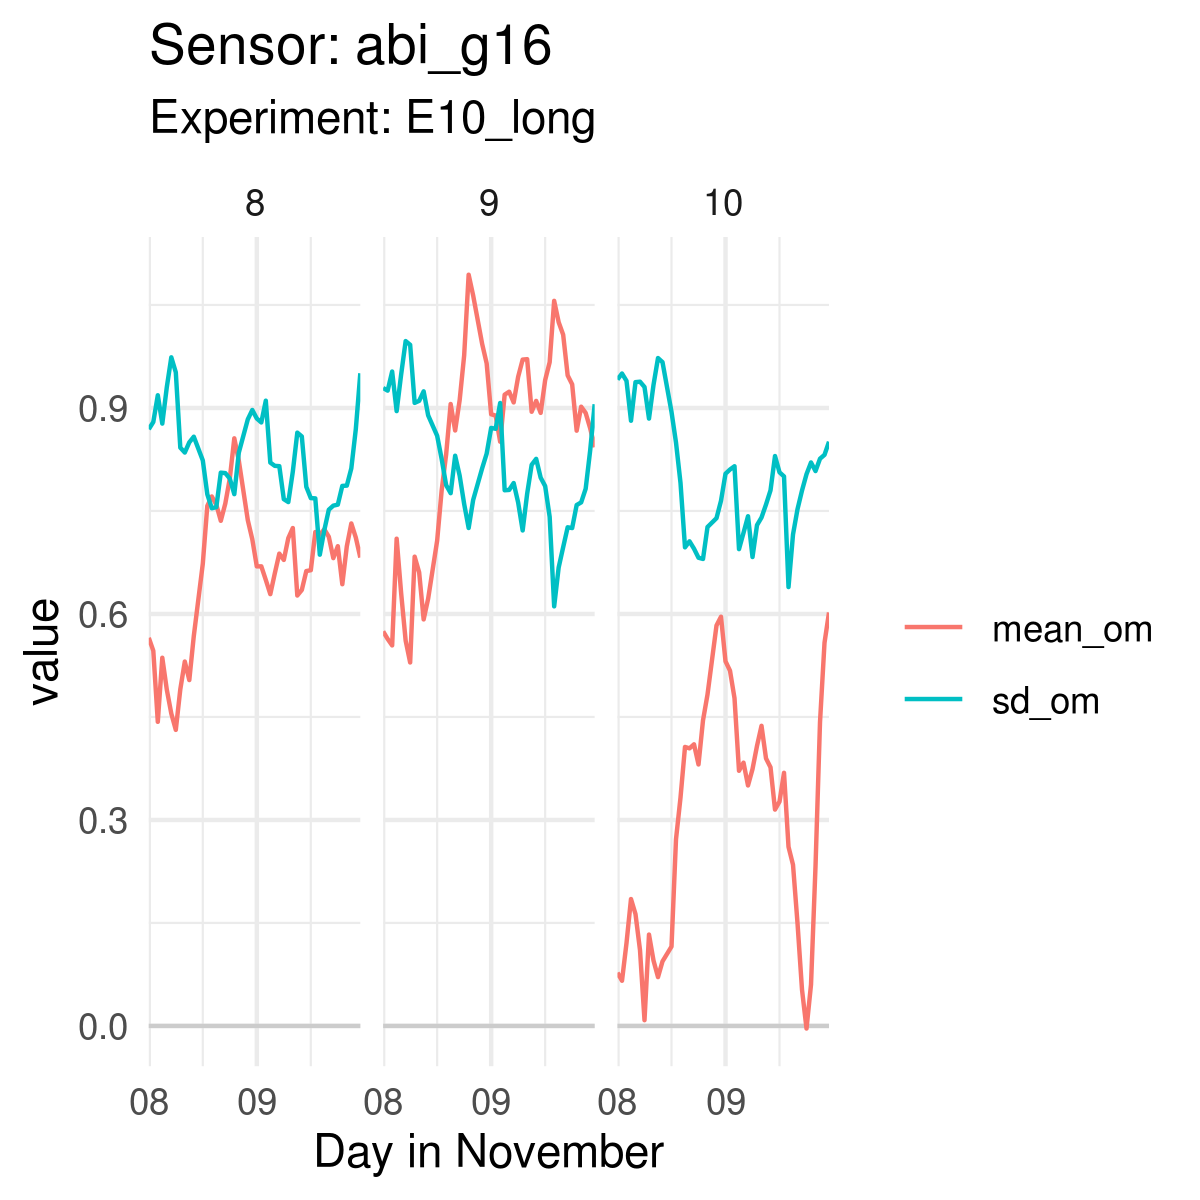 Sensor: abi_g16
Experiment: E10_long
8 9 10
0.9
0.6
0.3
0.0
value
08 09 08 09 08 09
Day in November
mean_om
sd_om